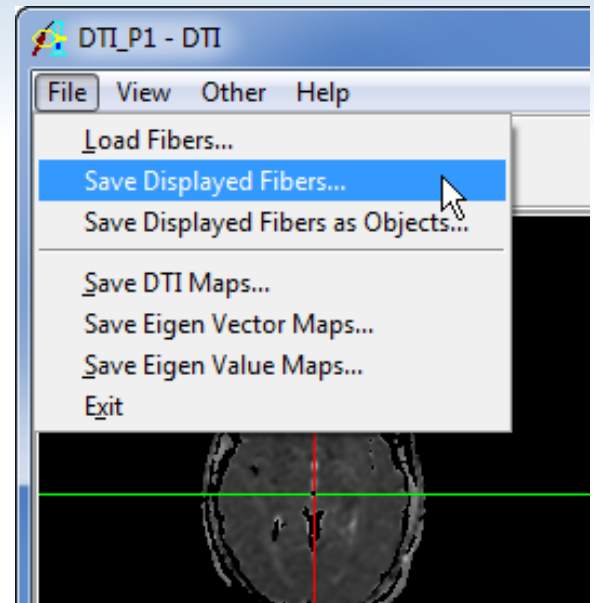 DTI_P1 - DTI
File View Other Help
Load Fibers...
Save Displayed Fibers...
Save Displayed Fibers as Objects...
Save DTI Maps...
Save Eigen Vector Maps...
Save Eigen Value Maps...
Exit